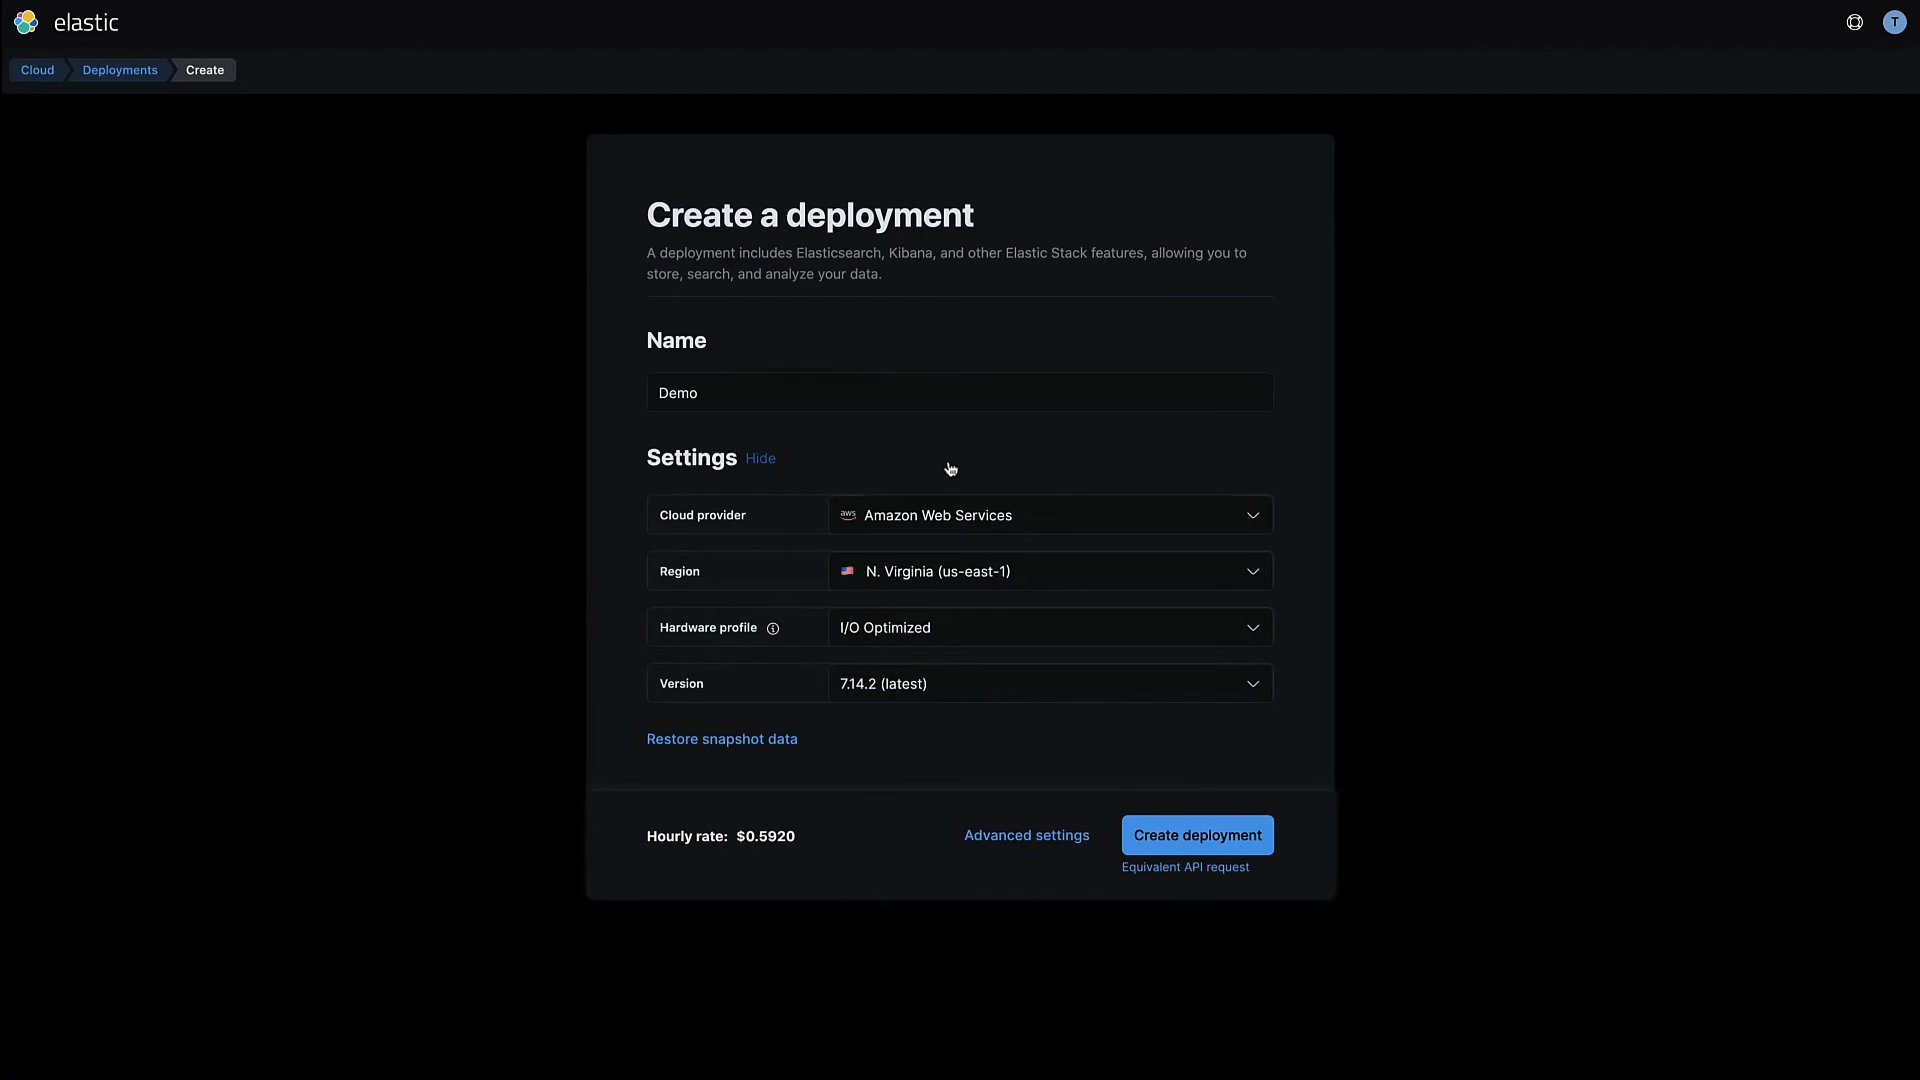 elastic
T
Cloud
Deployments
Create
Create a deployment
A deployment includes Elasticsearch, Kibana, and other Elastic Stack features, allowing you to
store, search, and analyze your data.
Name
Demo
Settings Hide
Cloud provider
aws Amazon Web Services
Region
N. Virginia (us-east-1)
Hardware profile
I/O Optimized
Version
7.14.2 (latest)
Restore snapshot data
Hourly rate: $0.5920
Advanced settings
Create deployment
Equivalent API request